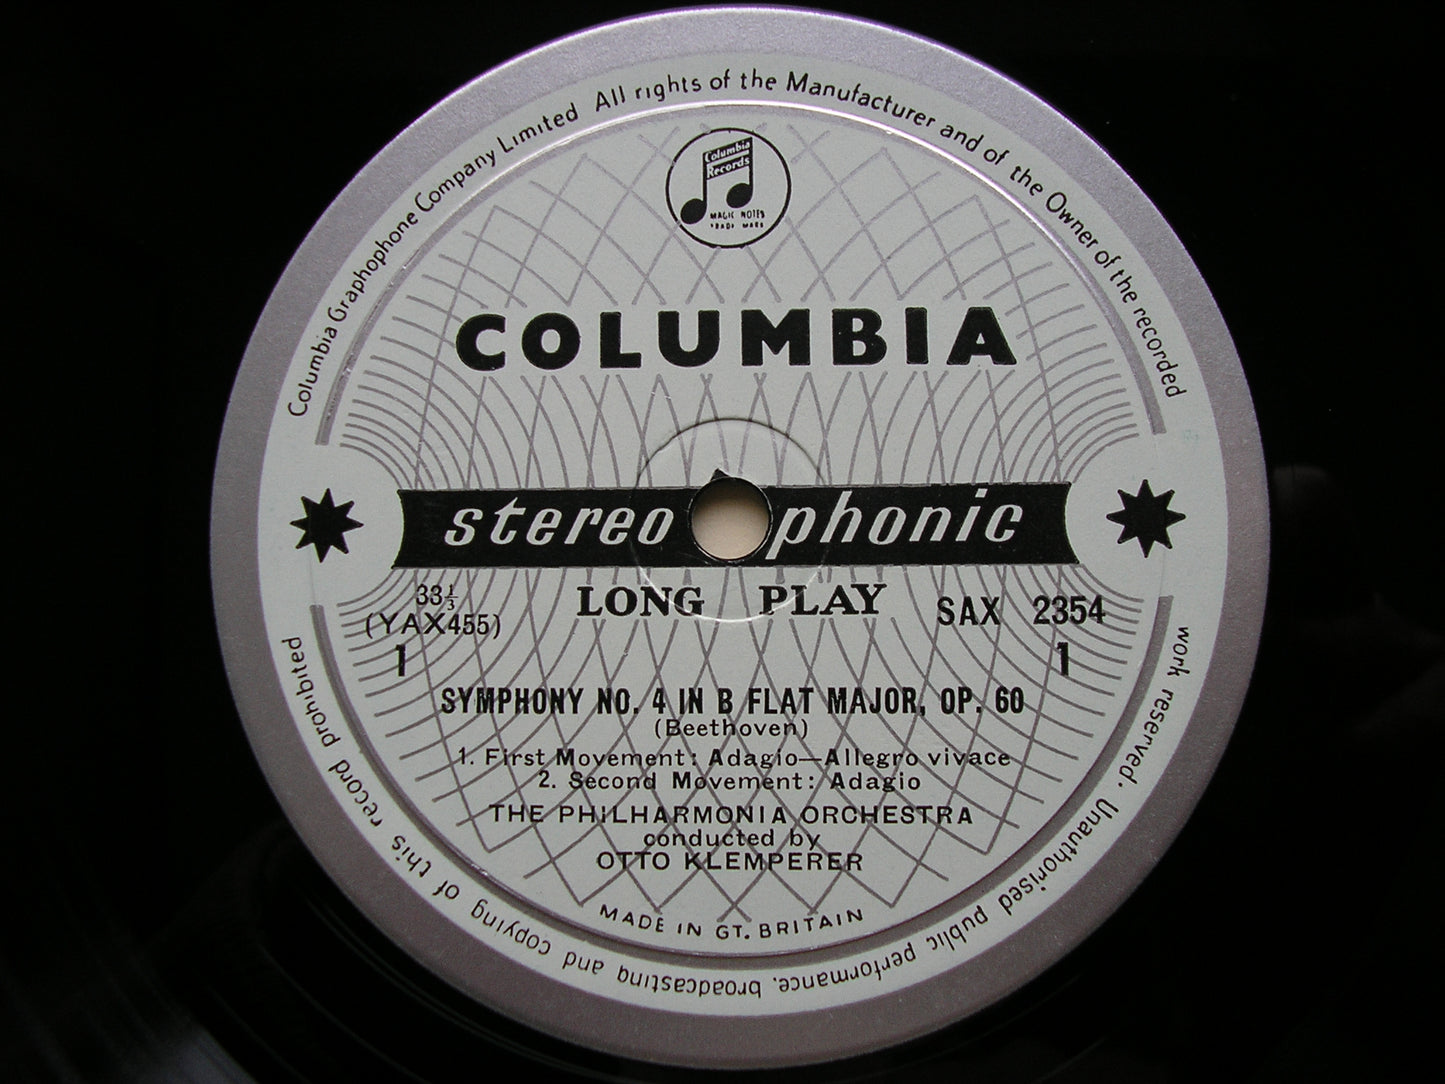 Columbia Graphophone Company Limited All rights of the Manufacturer and of the Owner of the recorded
work reserved. Unauthorised public performance, broadcasting and copying of this record prohibited
Columbia
Records
MAGIC NOTES
TRADE MARK
COLUMBIA
stereophonic
LONG PLAY
33⅓
(YAX455)
1
SAX 2354
1
SYMPHONY NO. 4 IN B FLAT MAJOR, OP. 60
(Beethoven)
1. First Movement: Adagio—Allegro vivace
2. Second Movement: Adagio
THE PHILHARMONIA ORCHESTRA
conducted by
OTTO KLEMPERER
MADE IN GT. BRITAIN